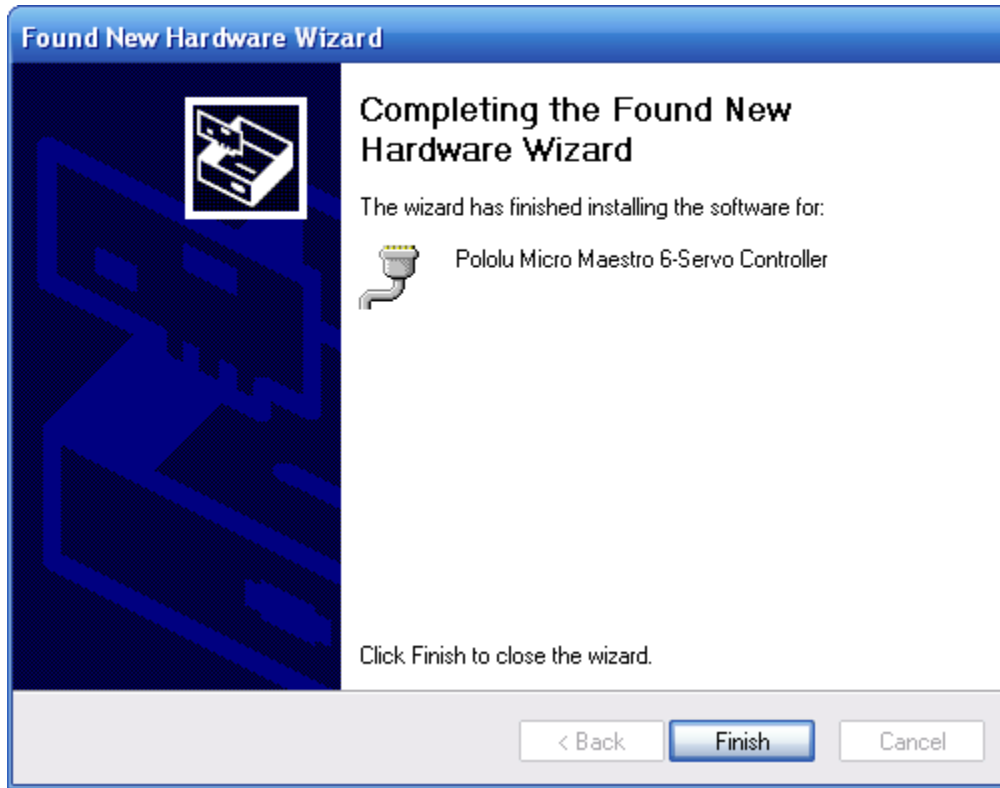 Found New Hardware Wizard
Completing the Found New
Hardware Wizard
The wizard has finished installing the software for:
Pololu Micro Maestro 6-Servo Controller
Click Finish to close the wizard.
< Back
Finish
Cancel